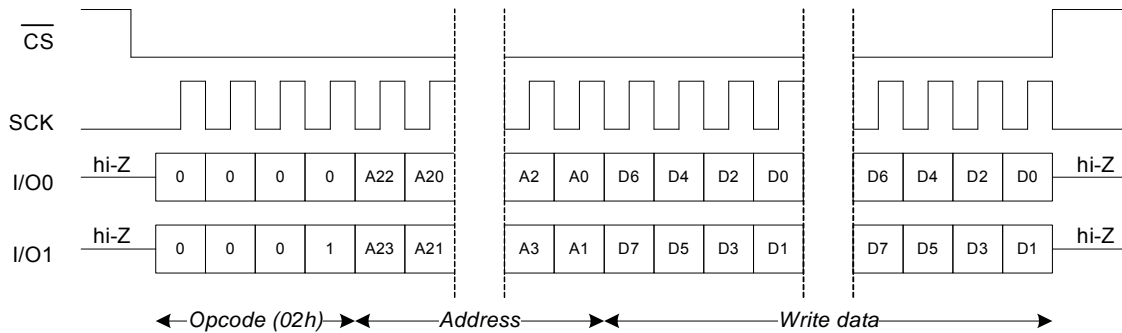 CS
SCK
hi-Z 0 0 0 0 A22 A20 A2 A0 D6 D4 D2 D0 D6 D4 D2 D0 hi-Z
I/O0
hi-Z 0 0 0 1 A23 A21 A3 A1 D7 D5 D3 D1 D7 D5 D3 D1 hi-Z
I/O1
Opcode (02h) Address Write data